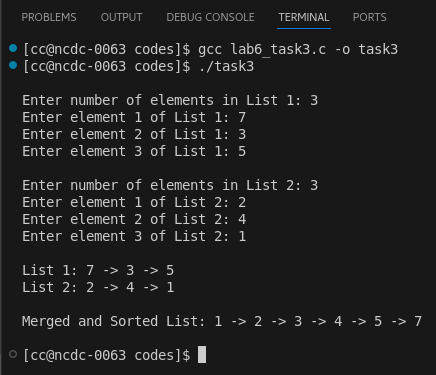 PROBLEMS OUTPUT DEBUG CONSOLE TERMINAL PORTS
[cc@ncdc-0063 codes]$ gcc lab6_task3.c -o task3
[cc@ncdc-0063 codes]$ ./task3
Enter number of elements in List 1: 3
Enter element 1 of List 1: 7
Enter element 2 of List 1: 3
Enter element 3 of List 1: 5
Enter number of elements in List 2: 3
Enter element 1 of List 2: 2
Enter element 2 of List 2: 4
Enter element 3 of List 2: 1
List 1: 7 -> 3 -> 5
List 2: 2 -> 4 -> 1
Merged and Sorted List: 1 -> 2 -> 3 -> 4 -> 5 -> 7
[cc@ncdc-0063 codes]$